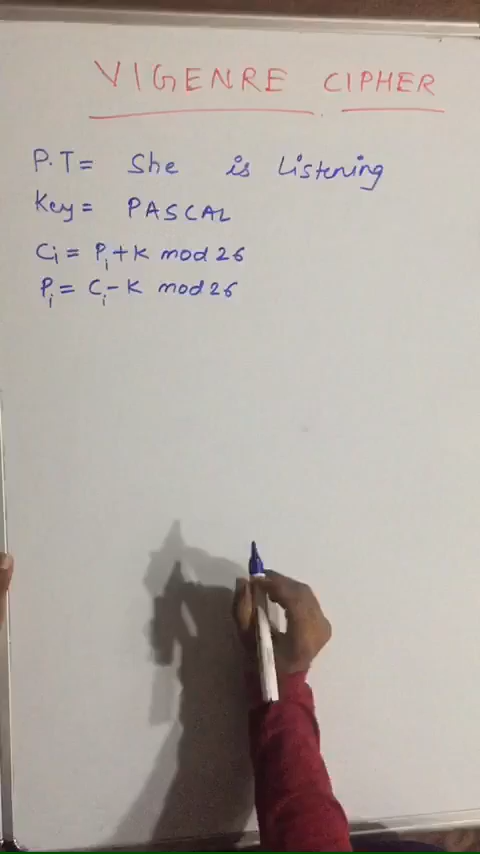 VIGENRE CIPHER
P.T = She is Listening
Key = PASCAL
Ci = Pi + K mod 26
Pi = Ci - K mod 26